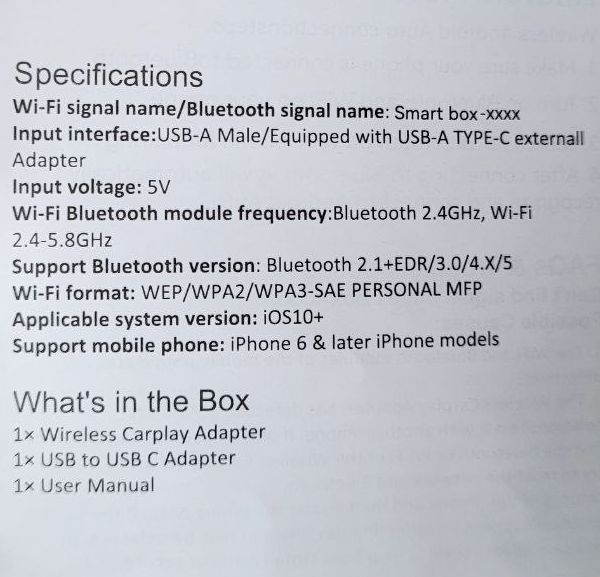 Specifications
Wi-Fi signal name/Bluetooth signal name: Smart box-xxxx
Input interface:USB-A Male/Equipped with USB-A TYPE-C externall
Adapter
Input voltage: 5V
Wi-Fi Bluetooth module frequency:Bluetooth 2.4GHz, Wi-Fi
2.4-5.8GHz
Support Bluetooth version: Bluetooth 2.1+EDR/3.0/4.X/5
Wi-Fi format: WEP/WPA2/WPA3-SAE PERSONAL MFP
Applicable system version: iOS10+
Support mobile phone: iPhone 6 & later iPhone models
What's in the Box
1× Wireless Carplay Adapter
1× USB to USB C Adapter
1× User Manual